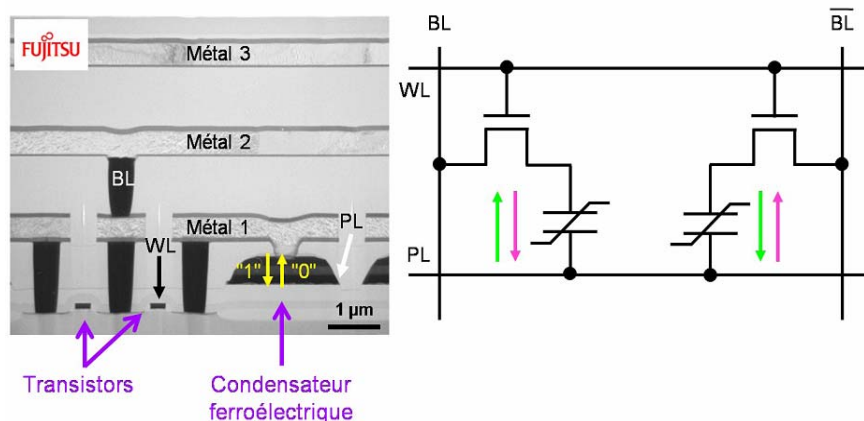 FUJITSU
Métal 3
Métal 2
BL
Métal 1
PL
WL
"1" "0"
1 µm
Transistors
Condensateur
ferroélectrique
BL
B̅L̅
WL
PL